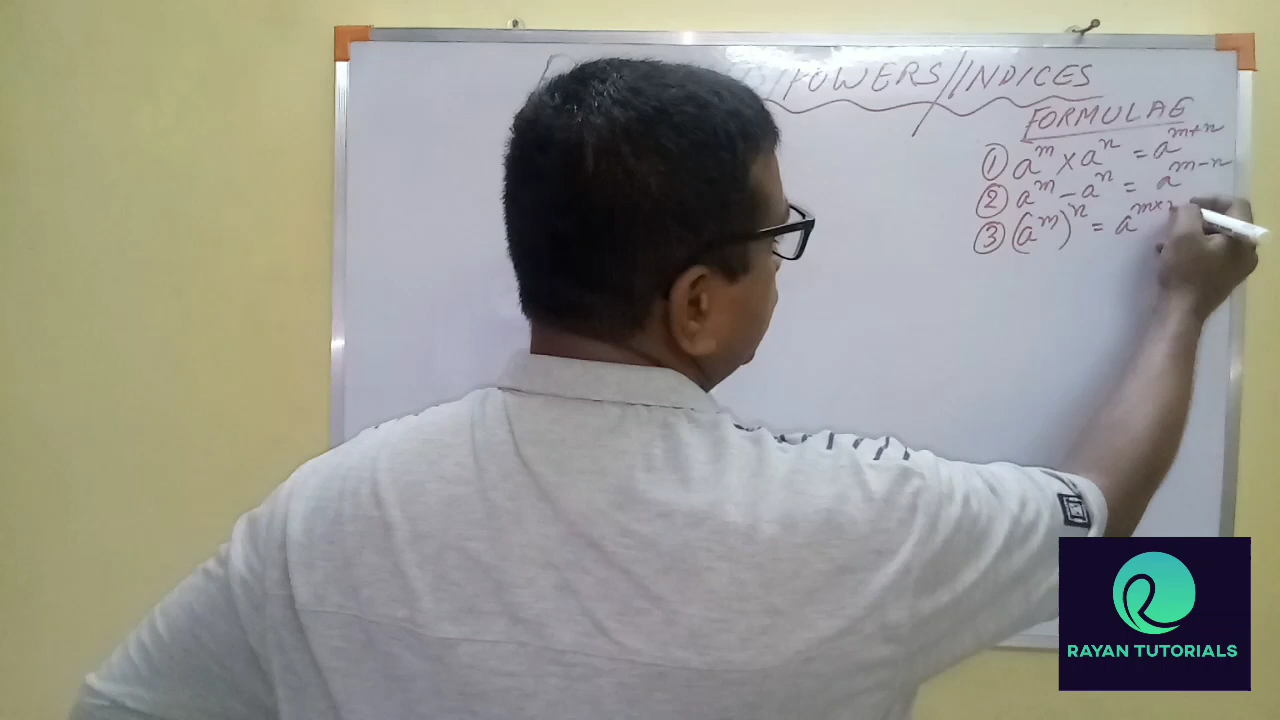 POWERS//INDICES
FORMULAE
① a^m × a^n = a^{m+n}
② a^m - a^n = a^{m-n}
③ (a^m)^n = a^{m×n}
RAYAN TUTORIALS